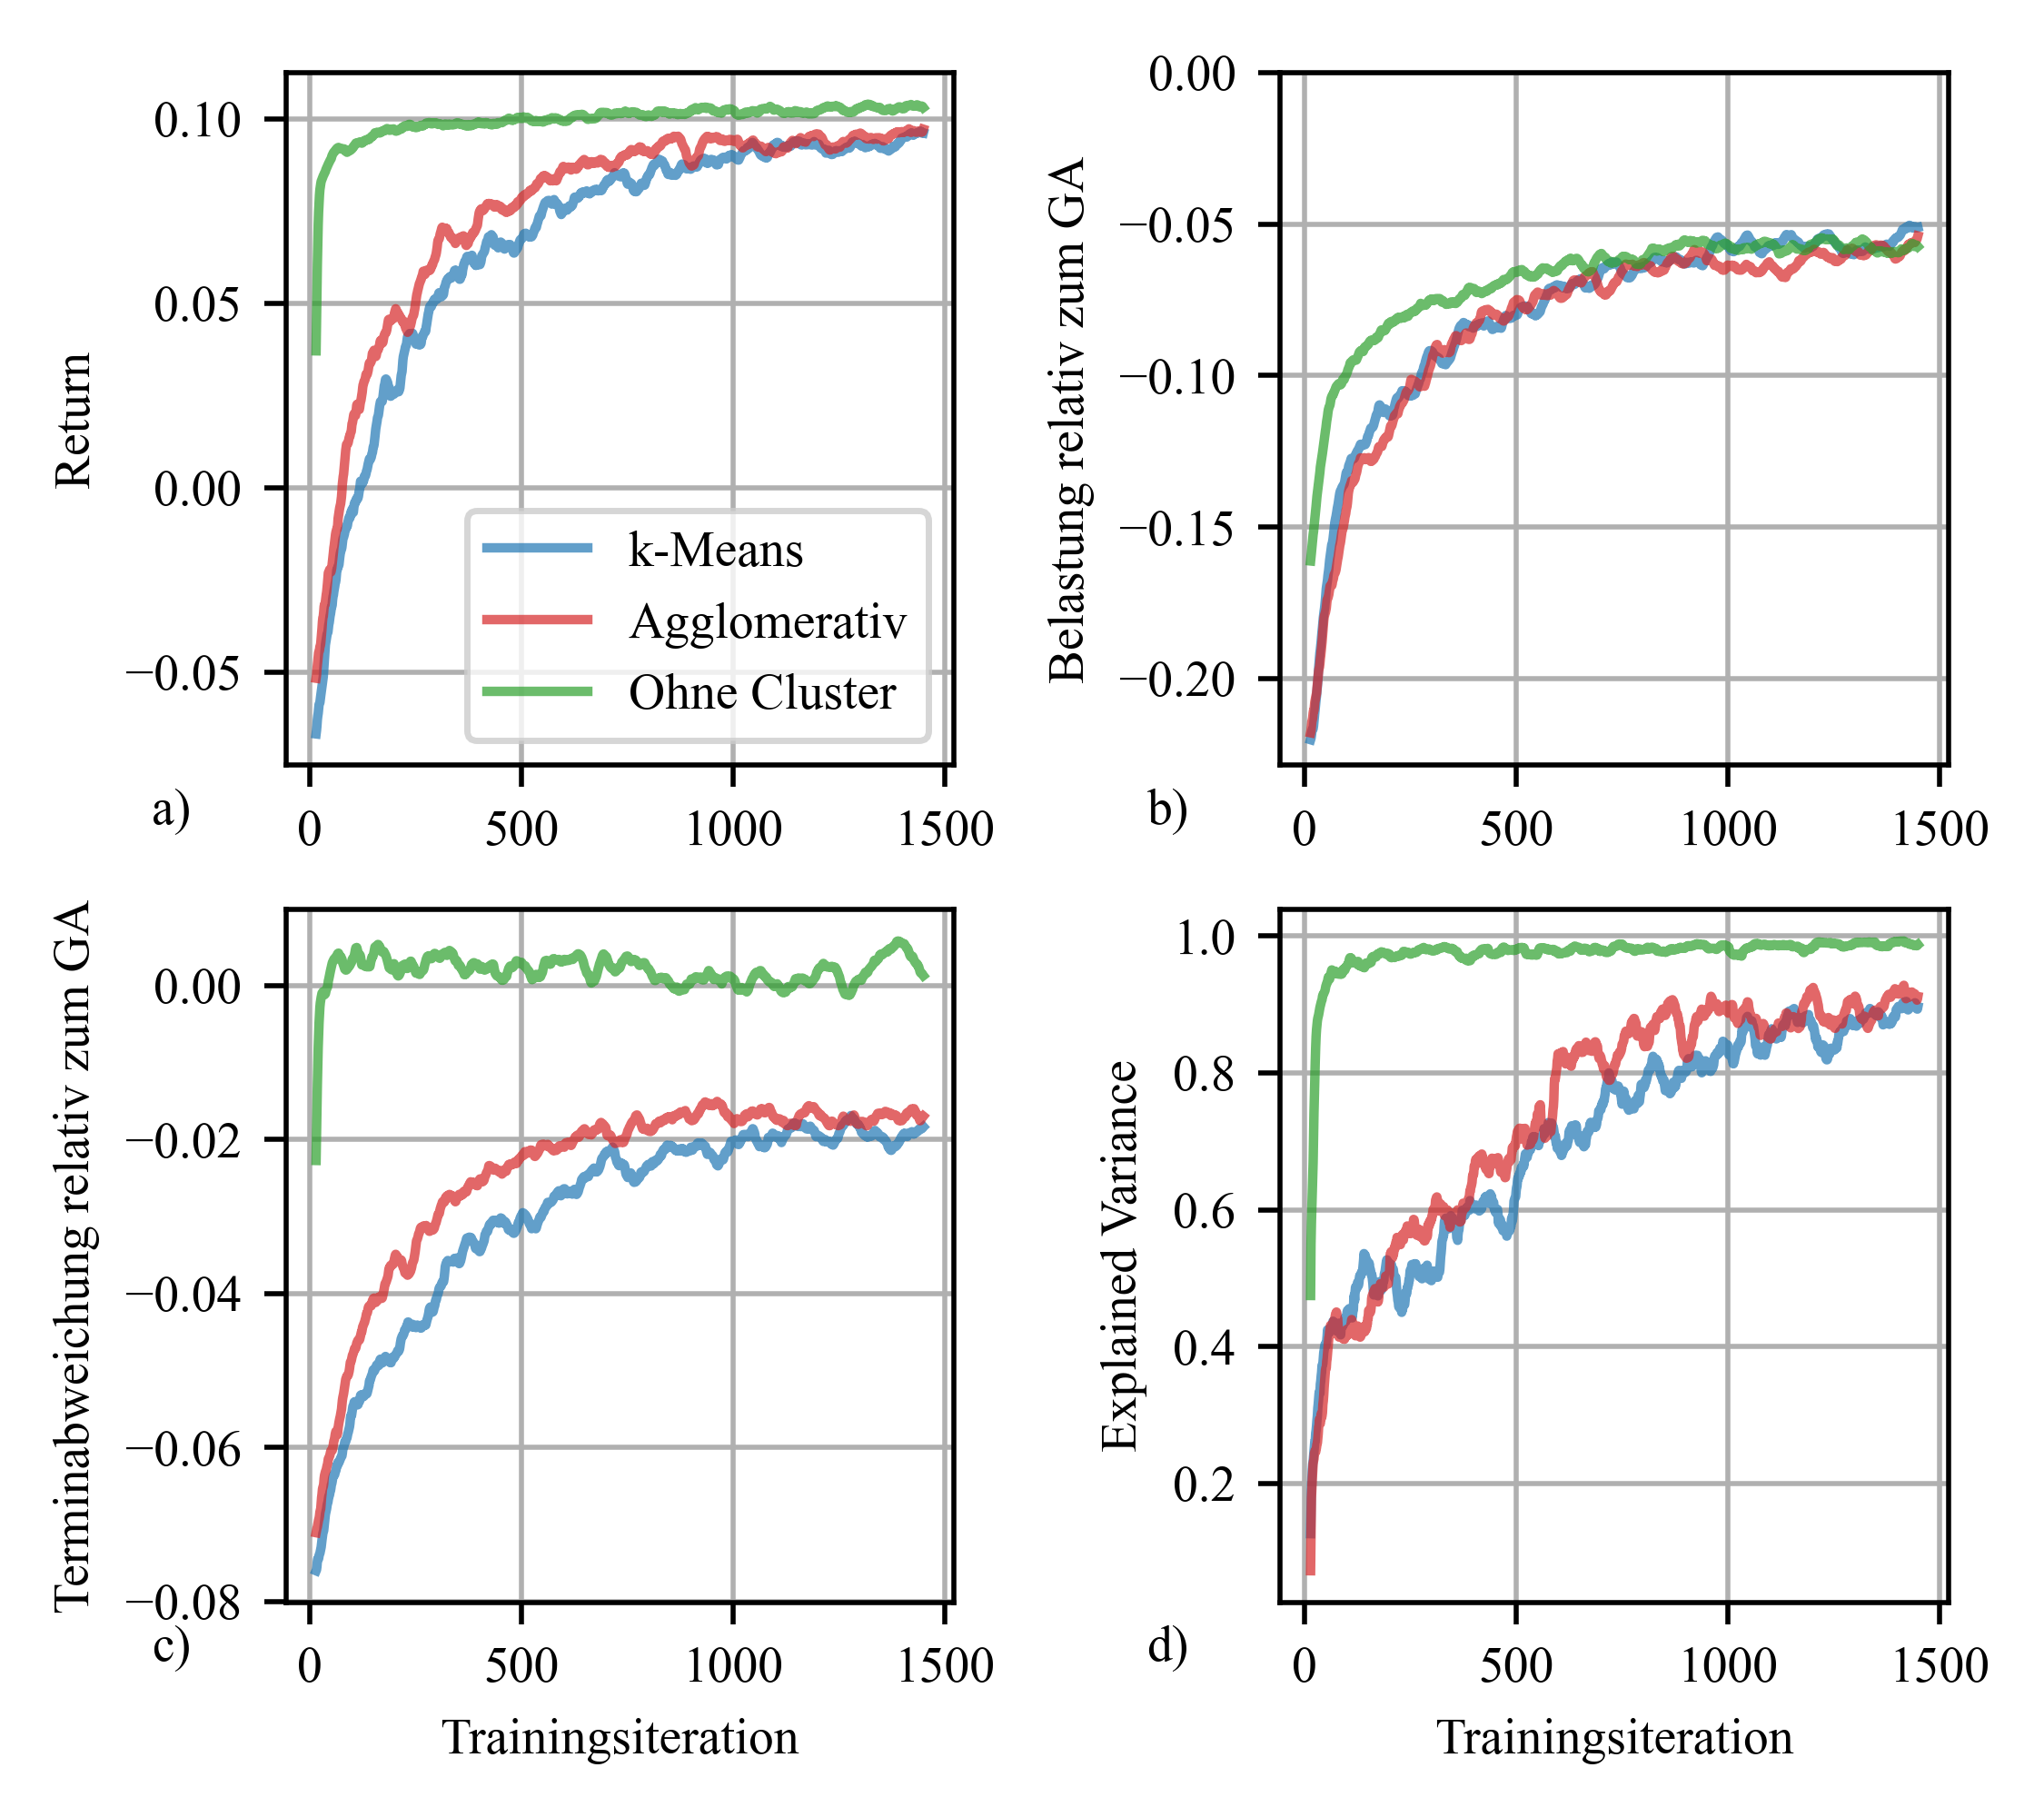 0.10
0.05
0.00
−0.05
Return
k-Means
Agglomerativ
Ohne Cluster
a)
0
500
1000
1500
0.00
−0.05
−0.10
−0.15
−0.20
Belastung relativ zum GA
b)
0
500
1000
1500
0.00
−0.02
−0.04
−0.06
−0.08
Terminabweichung relativ zum GA
c)
0
500
1000
1500
Trainingsiteration
1.0
0.8
0.6
0.4
0.2
Explained Variance
d)
0
500
1000
1500
Trainingsiteration